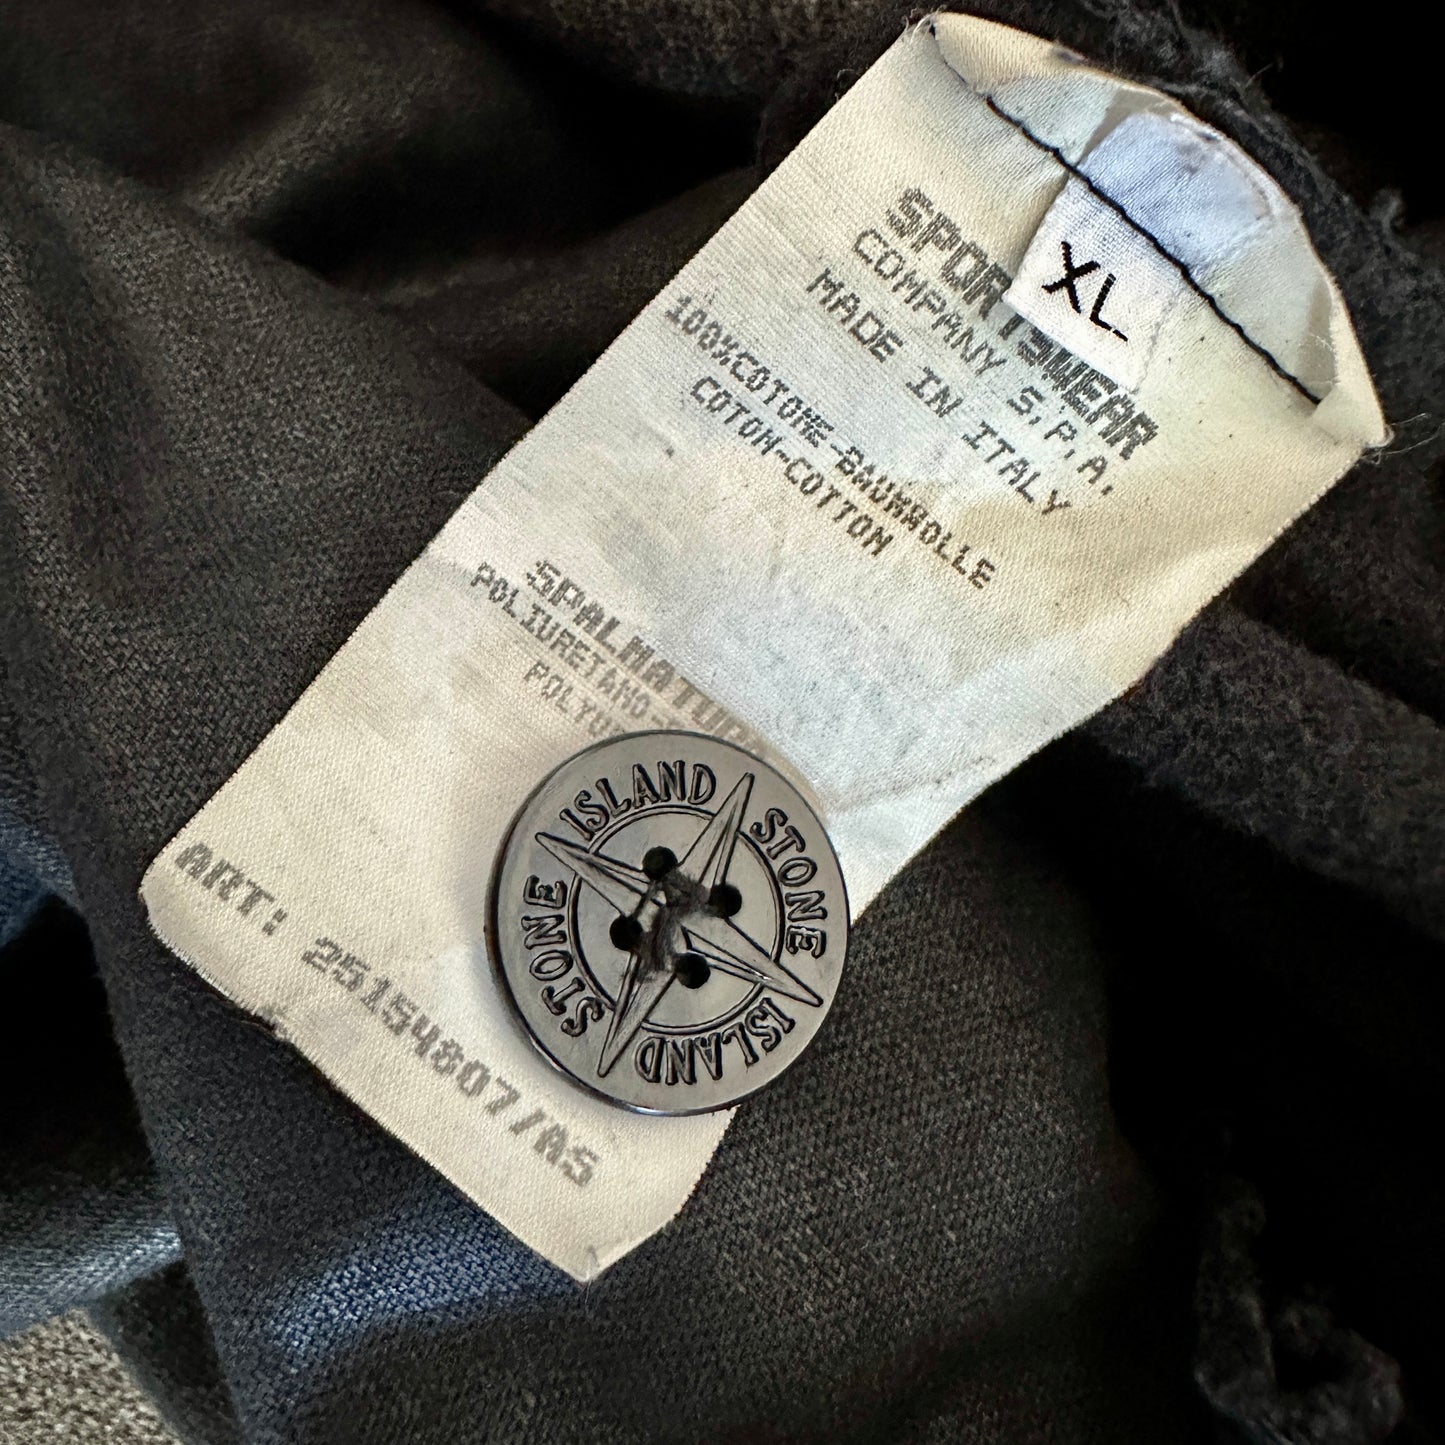 XL
SPORTSWEAR
COMPANY S.P.A.
MADE IN ITALY
100%COTONE-BAUMWOLLE
COTON-COTTON
SPALMATURA
POLIURETANO-
ART: 25154807/AS
ISLAND STONE ISLAND STONE